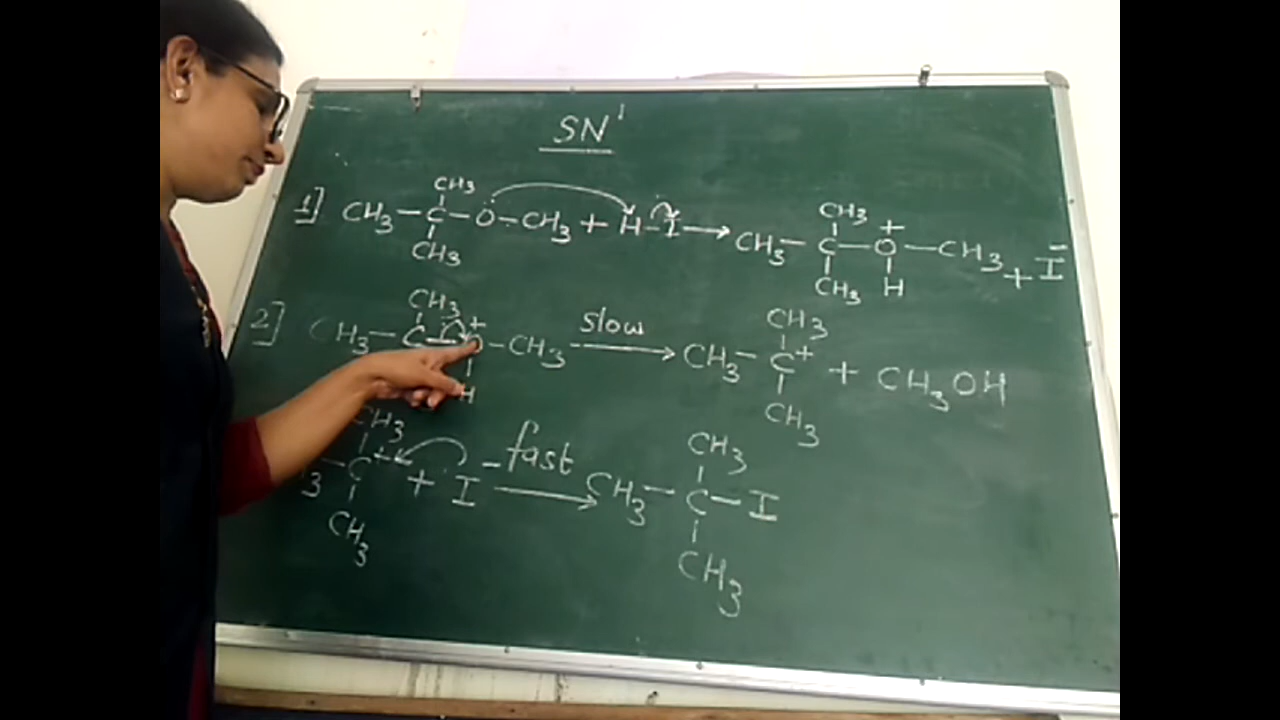 SN¹
CH₃
1] CH₃ – C – O – CH₃ + H – I → CH₃ – C – O⁺ – CH₃ + I⁻
CH₃
CH₃
CH₃ H
CH₃
2] CH₃ – C – O⁺ – CH₃ slow → CH₃ – C⁺ + CH₃OH
H
CH₃
CH₃
CH₃
3 – C⁺ + I⁻ fast → CH₃ – C – I
CH₃
CH₃
CH₃